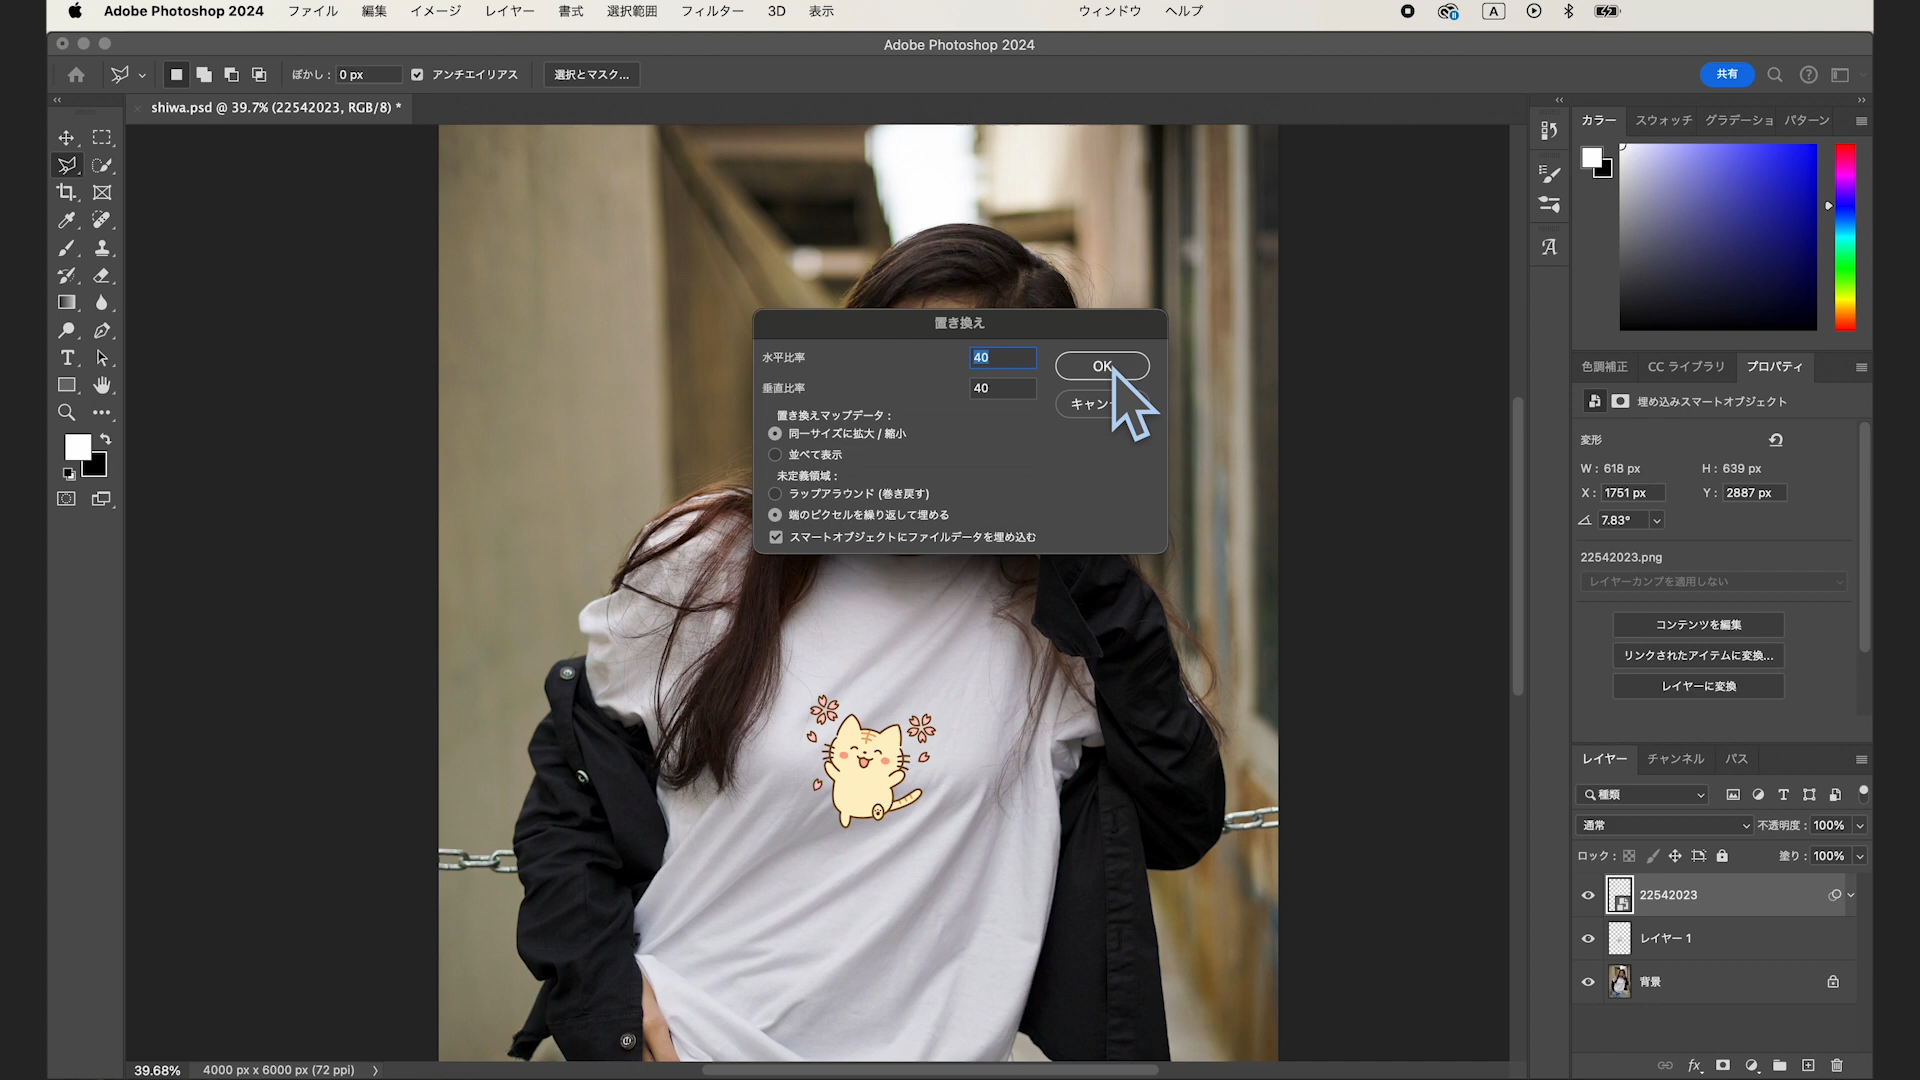 Adobe Photoshop 2024 ファイル 編集 イメージ レイヤー 書式 選択範囲 フィルター 3D 表示 ウィンドウ ヘルプ
Adobe Photoshop 2024
ぼかし : 0 px アンチエイリアス 選択とマスク... 共有
shiwa.psd @ 39.7% (22542023, RGB/8) *
カラー スウォッチ グラデーショ パターン
置き換え
水平比率 40 OK
垂直比率 40 キャン
置き換えマップデータ :
同一サイズに拡大 / 縮小
並べて表示
未定義領域 :
ラップアラウンド (巻き戻す)
端のピクセルを繰り返して埋める
スマートオブジェクトにファイルデータを埋め込む
色調補正 CC ライブラリ プロパティ
埋め込みスマートオブジェクト
変形
W : 618 px H : 639 px
X : 1751 px Y : 2887 px
7.83°
22542023.png
レイヤーカンプを適用しない
コンテンツを編集
リンクされたアイテムに変換...
レイヤーに変換
レイヤー チャンネル パス
種類
通常 不透明度 : 100%
ロック : 塗り : 100%
22542023
レイヤー 1
背景
39.68% 4000 px x 6000 px (72 ppi)